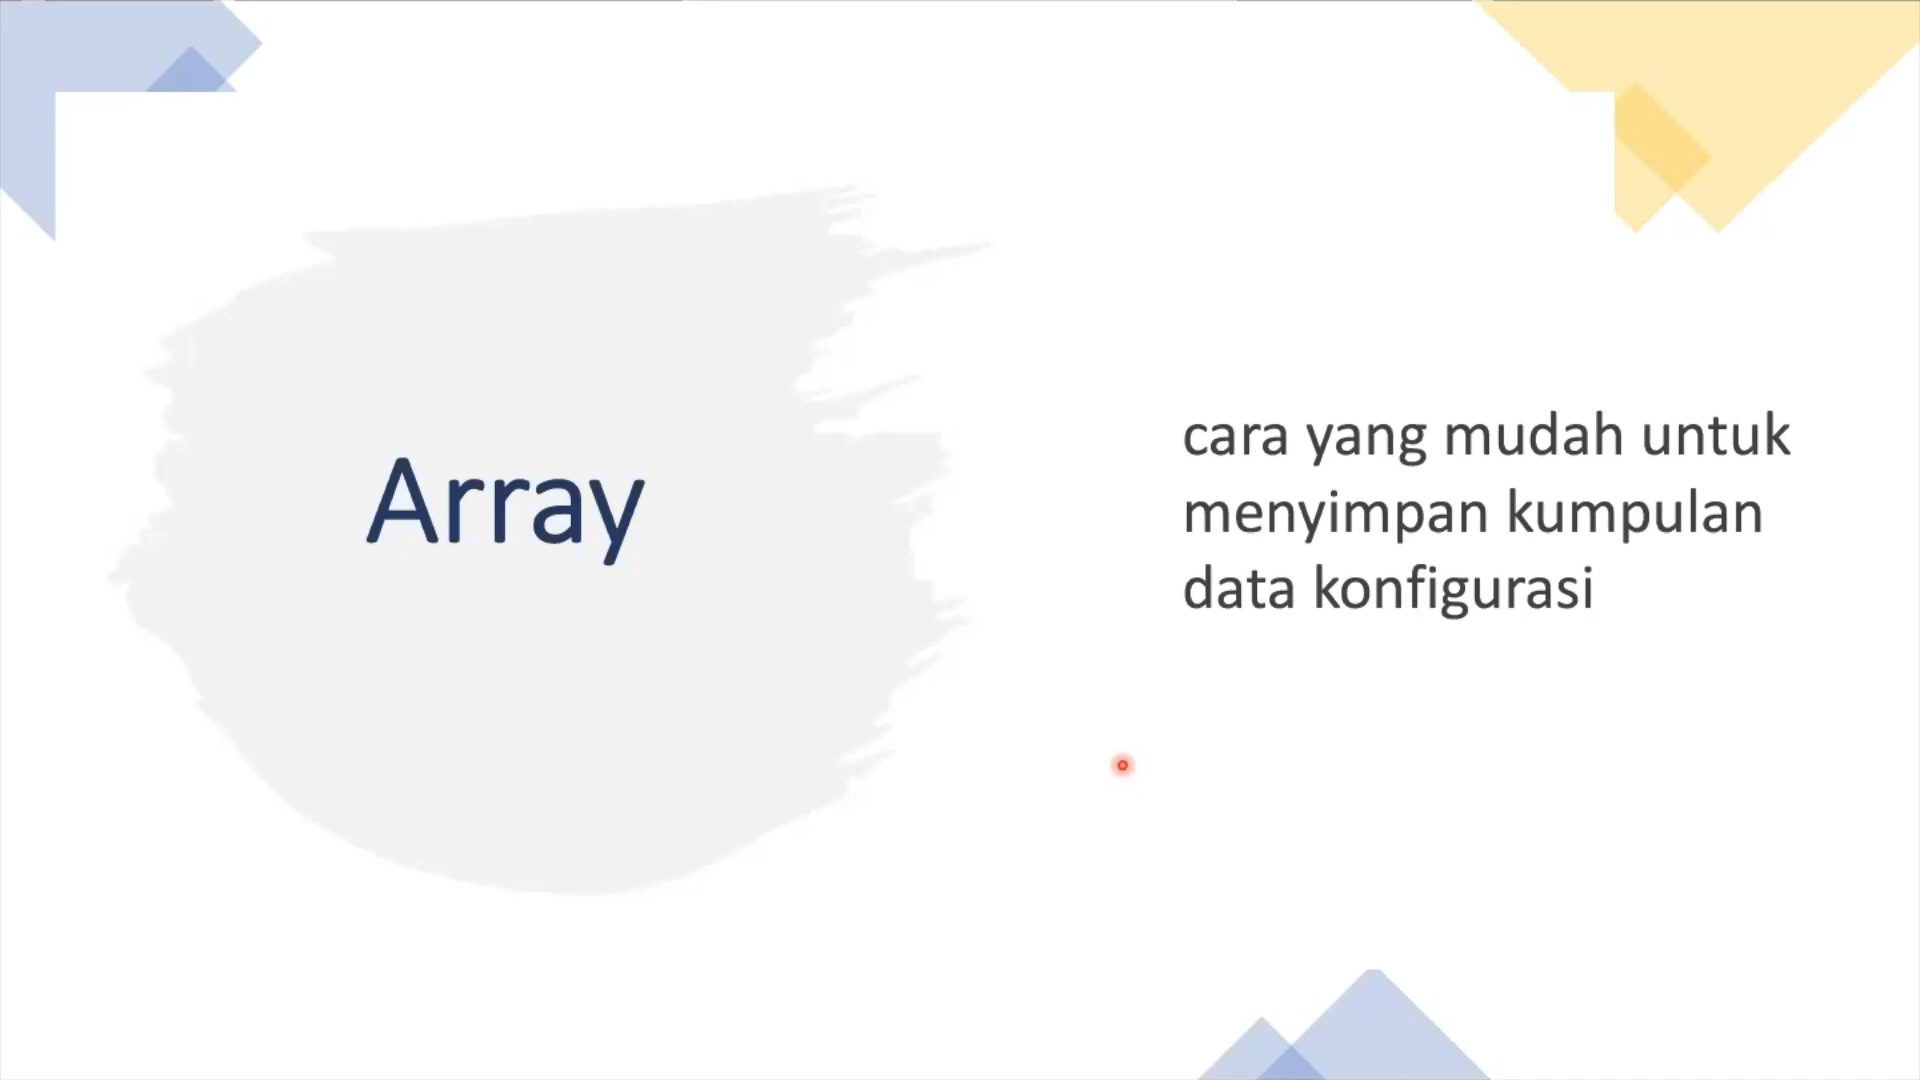 Array
cara yang mudah untuk
menyimpan kumpulan
data konfigurasi